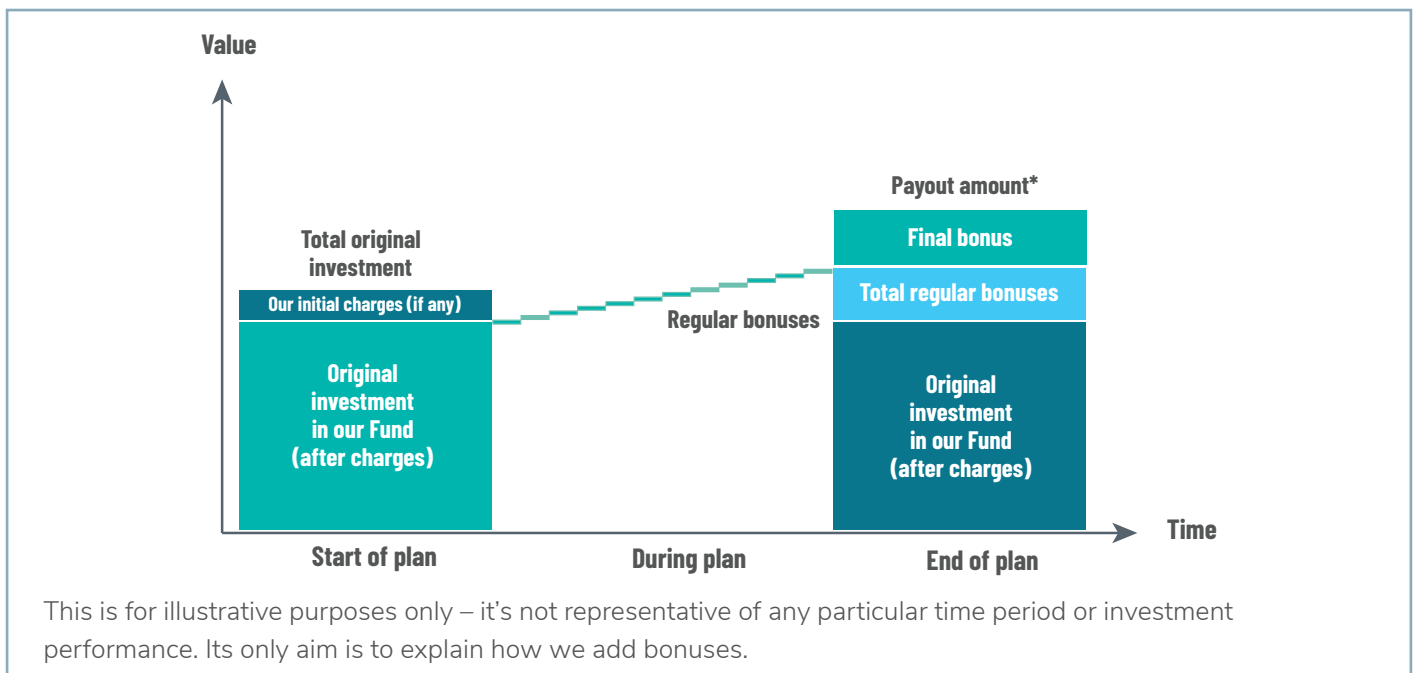 Value
Payout amount*
Final bonus
Total original
investment
Our initial charges (if any)
Total regular bonuses
Regular bonuses
Original
investment
in our Fund
(after charges)
Original
investment
in our Fund
(after charges)
Time
Start of plan
During plan
End of plan
This is for illustrative purposes only – it’s not representative of any particular time period or investment
performance. Its only aim is to explain how we add bonuses.